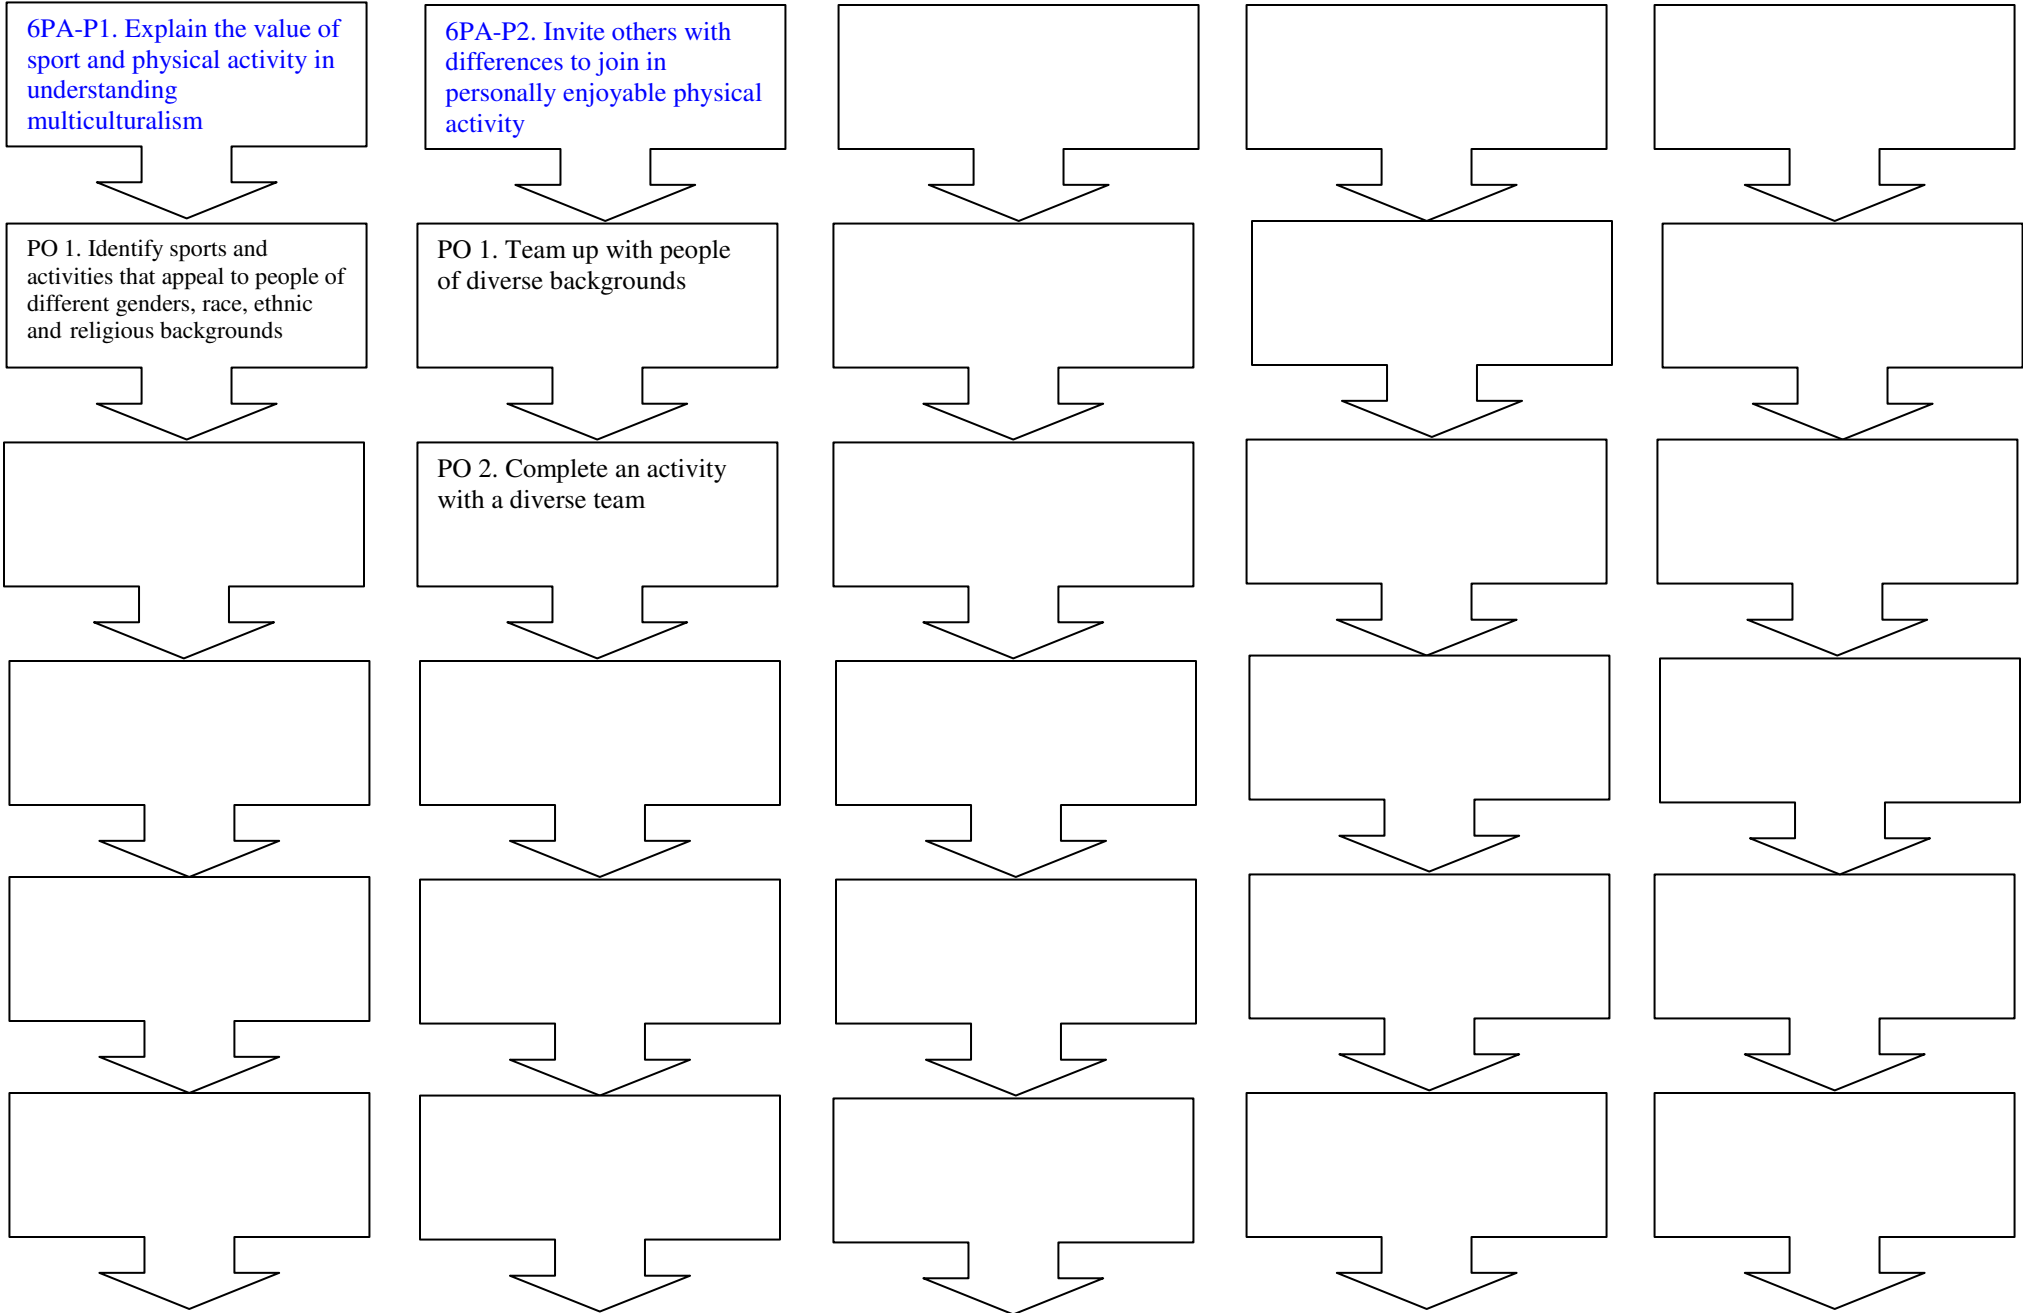 6PA-P1. Explain the value of
sport and physical activity in
understanding
multiculturalism
6PA-P2. Invite others with
differences to join in
personally enjoyable physical
activity
PO 1. Identify sports and
activities that appeal to people of
different genders, race, ethnic
and religious backgrounds
PO 1. Team up with people
of diverse backgrounds
PO 2. Complete an activity
with a diverse team